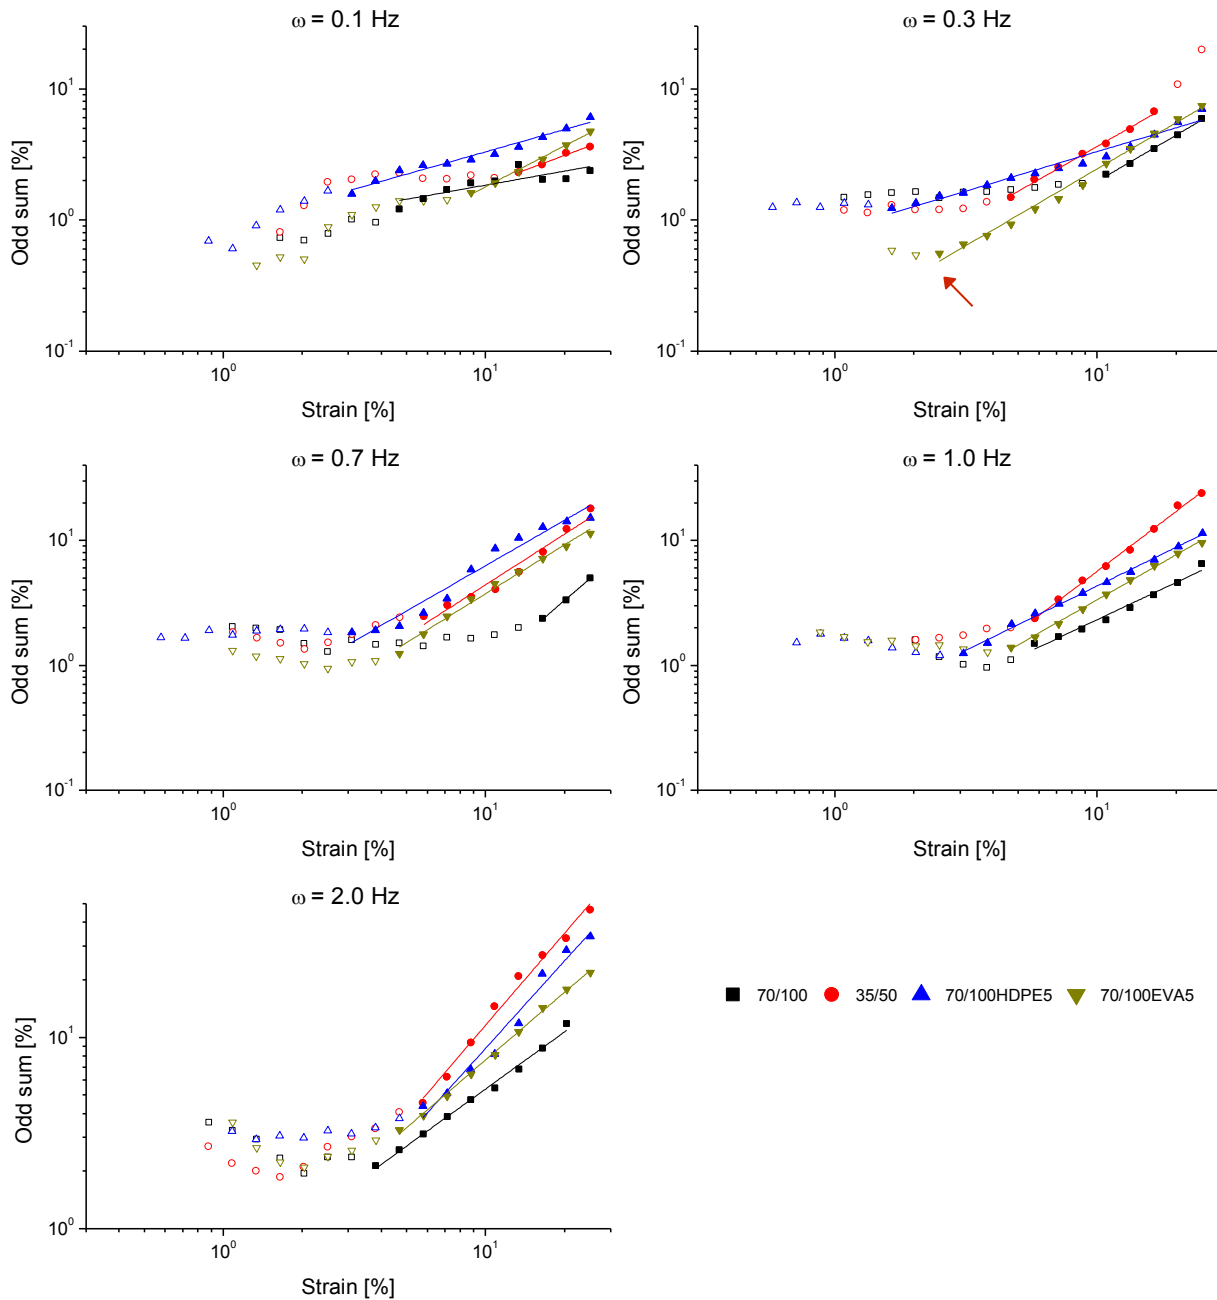 ω = 0.1 Hz
10¹
10⁰
10⁻¹
Odd sum [%]
10⁰
10¹
Strain [%]
ω = 0.3 Hz
10¹
10⁰
10⁻¹
Odd sum [%]
10⁰
10¹
Strain [%]
ω = 0.7 Hz
10¹
10⁰
10⁻¹
Odd sum [%]
10⁰
10¹
Strain [%]
ω = 1.0 Hz
10¹
10⁰
10⁻¹
Odd sum [%]
10⁰
10¹
Strain [%]
ω = 2.0 Hz
10¹
10⁰
Odd sum [%]
10⁰
10¹
Strain [%]
70/100 35/50 70/100HDPE5 70/100EVA5